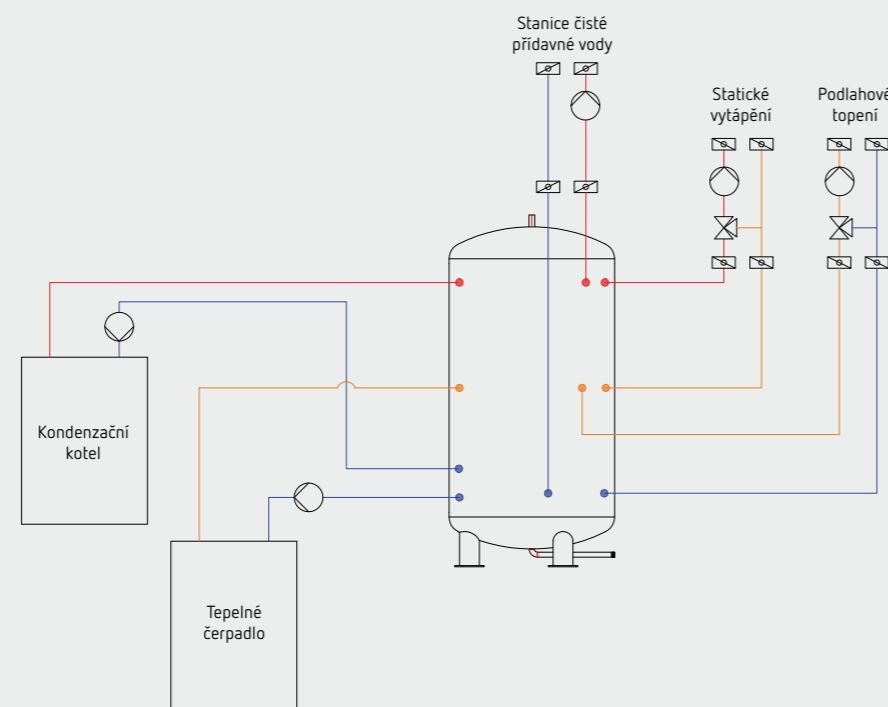 Stanice čisté
přídavné vody
Statické
vytápění
Podlahové
topení
Kondenzační
kotel
Tepelné
čerpadlo